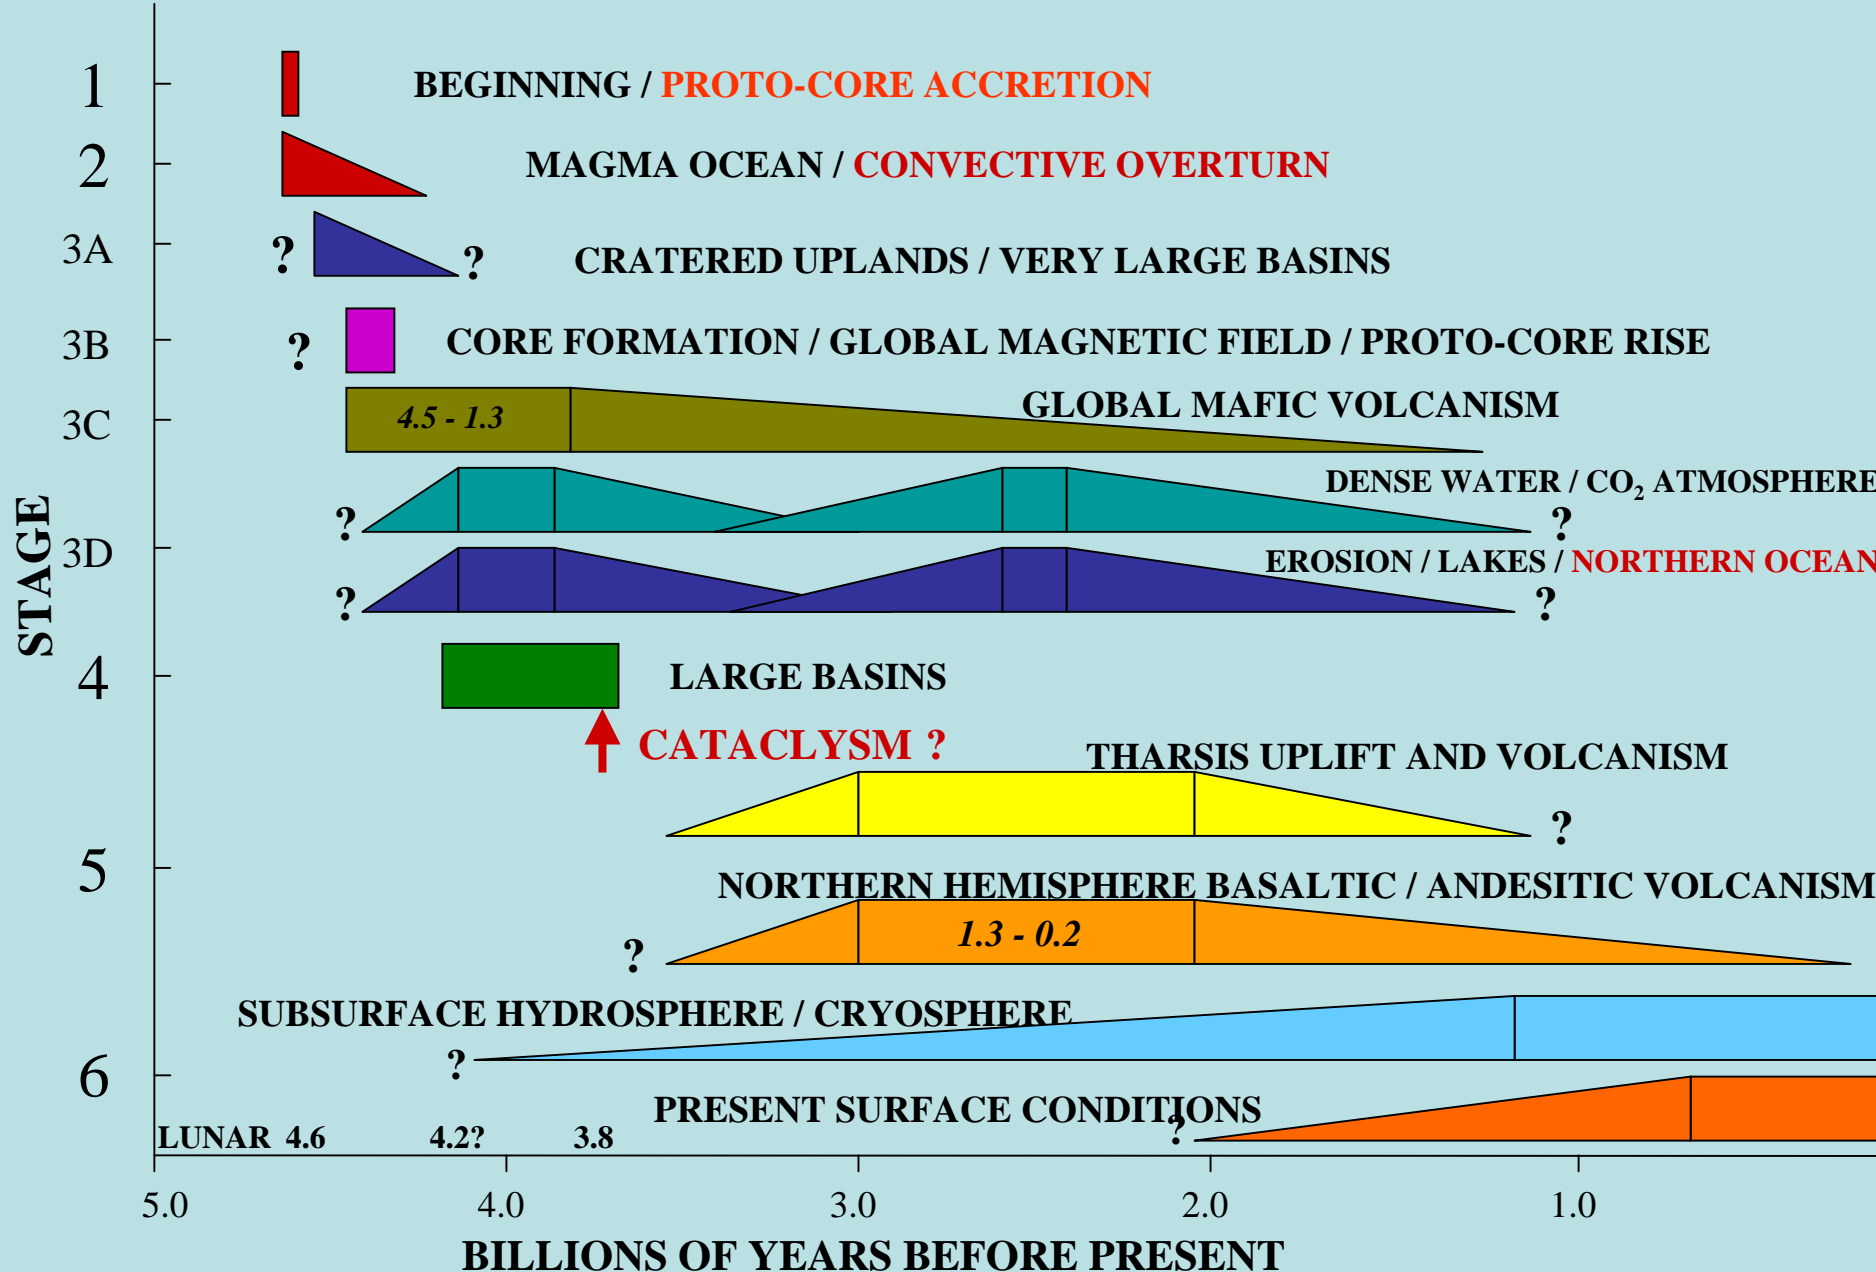 1
BEGINNING / PROTO-CORE ACCRETION
2
MAGMA OCEAN / CONVECTIVE OVERTURN
3A
? ?
CRATERED UPLANDS / VERY LARGE BASINS
3B
?
CORE FORMATION / GLOBAL MAGNETIC FIELD / PROTO-CORE RISE
3C
4.5 - 1.3
GLOBAL MAFIC VOLCANISM
DENSE WATER / CO₂ ATMOSPHERE
? ?
3D
EROSION / LAKES / NORTHERN OCEAN
? ?
STAGE
4
LARGE BASINS
CATACLYSM ?
THARSIS UPLIFT AND VOLCANISM
?
5
NORTHERN HEMISPHERE BASALTIC / ANDESITIC VOLCANISM
1.3 - 0.2
?
SUBSURFACE HYDROSPHERE / CRYOSPHERE
?
6
PRESENT SURFACE CONDITIONS
?
LUNAR 4.6 4.2? 3.8
5.0 4.0 3.0 2.0 1.0
BILLIONS OF YEARS BEFORE PRESENT